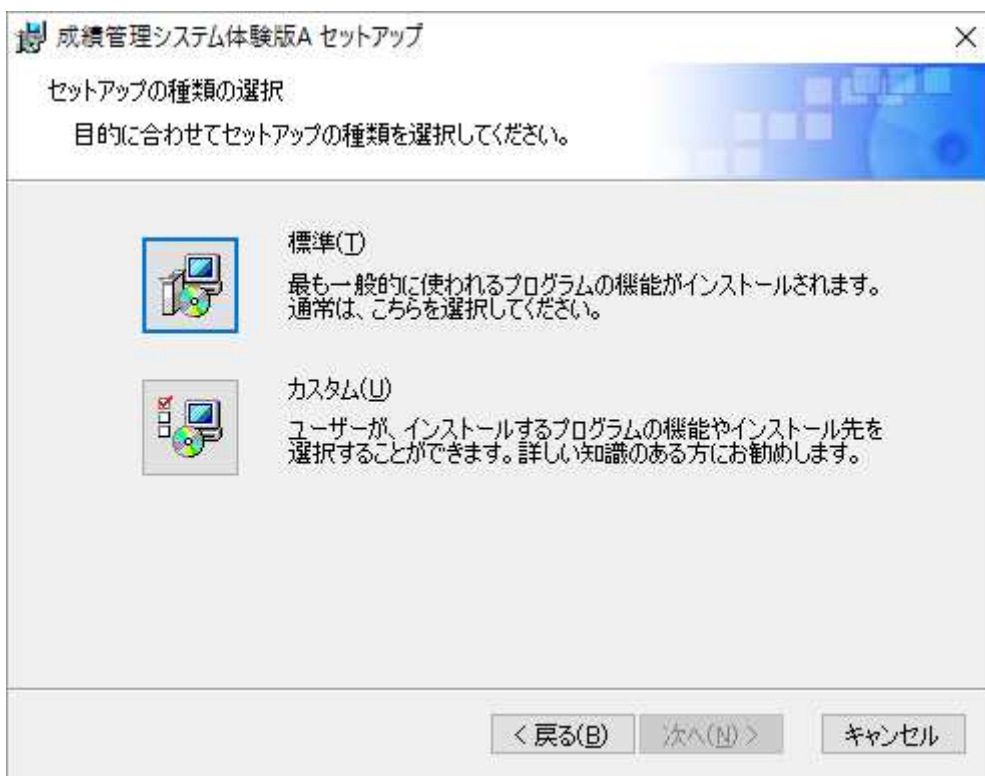 成績管理システム体験版A セットアップ
セットアップの種類の選択
目的に合わせてセットアップの種類を選択してください。
標準(T)
最も一般的に使われるプログラムの機能がインストールされます。
通常は、こちらを選択してください。
カスタム(U)
ユーザーが、インストールするプログラムの機能やインストール先を
選択することができます。詳しい知識のある方にお勧めします。
< 戻る(B) 次へ(N) > キャンセル